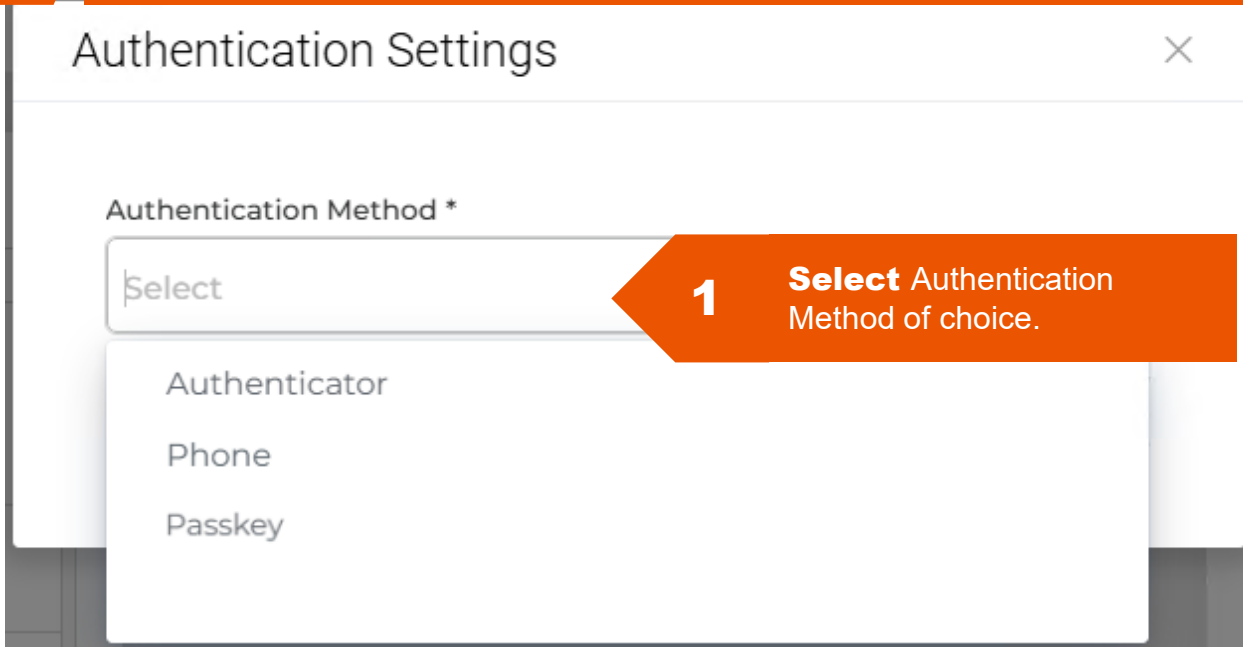 Authentication Settings
Authentication Method *
Select
1
Select Authentication
Method of choice.
Authenticator
Phone
Passkey